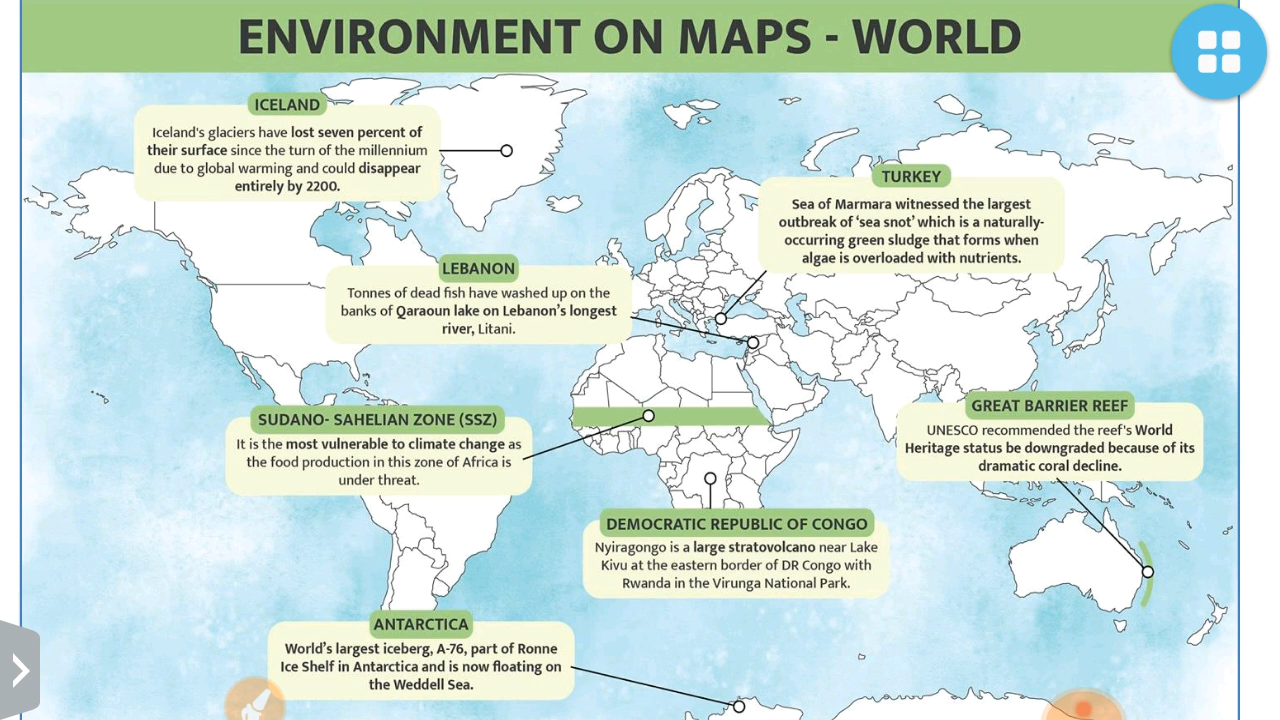 ENVIRONMENT ON MAPS - WORLD
ICELAND
Iceland's glaciers have lost seven percent of
their surface since the turn of the millennium
due to global warming and could disappear
entirely by 2200.
TURKEY
Sea of Marmara witnessed the largest
outbreak of ‘sea snot’ which is a naturally-
occurring green sludge that forms when
algae is overloaded with nutrients.
LEBANON
Tonnes of dead fish have washed up on the
banks of Qaraoun lake on Lebanon’s longest
river, Litani.
SUDANO- SAHELIAN ZONE (SSZ)
It is the most vulnerable to climate change as
the food production in this zone of Africa is
under threat.
GREAT BARRIER REEF
UNESCO recommended the reef's World
Heritage status be downgraded because of its
dramatic coral decline.
DEMOCRATIC REPUBLIC OF CONGO
Nyiragongo is a large stratovolcano near Lake
Kivu at the eastern border of DR Congo with
Rwanda in the Virunga National Park.
ANTARCTICA
World’s largest iceberg, A-76, part of Ronne
Ice Shelf in Antarctica and is now floating on
the Weddell Sea.